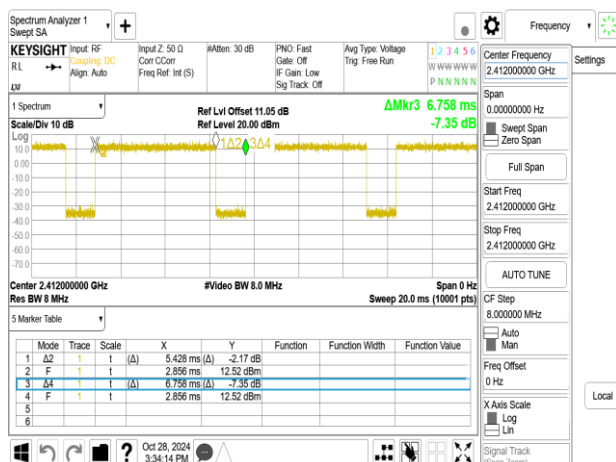 Spectrum Analyzer 1
Swept SA
+
Frequency
KEYSIGHT
RL
Input: RF
Coupling: DC
Align: Auto
Input Z: 50 Ω
Corr CCorr
Freq Ref: Int (S)
#Atten: 30 dB
PNO: Fast
Gate: Off
IF Gain: Low
Sig Track: Off
Avg Type: Voltage
Trig: Free Run
1 2 3 4 5 6
W W W W W W
P N N N N N
1 Spectrum
Scale/Div 10 dB
Ref Lvl Offset 11.05 dB
Ref Level 20.00 dBm
ΔMkr3 6.758 ms
-7.35 dB
Log
10.0
0.00
-10.0
-20.0
-30.0
-40.0
-50.0
-60.0
-70.0
1Δ2
3Δ4
Center 2.412000000 GHz
Res BW 8 MHz
#Video BW 8.0 MHz
Span 0 Hz
Sweep 20.0 ms (10001 pts)
5 Marker Table
Mode Trace Scale X Y Function Function Width Function Value
1 Δ2 1 t (Δ) 5.428 ms (Δ) -2.17 dB
2 F 1 t 2.856 ms 12.52 dBm
3 Δ4 1 t (Δ) 6.758 ms (Δ) -7.35 dB
4 F 1 t 2.856 ms 12.52 dBm
5
6
?
Oct 28, 2024
3:34:14 PM
Center Frequency
2.412000000 GHz
Span
0.00000000 Hz
Swept Span
Zero Span
Full Span
Start Freq
2.412000000 GHz
Stop Freq
2.412000000 GHz
AUTO TUNE
CF Step
8.000000 MHz
Auto
Man
Freq Offset
0 Hz
X Axis Scale
Log
Lin
Signal Track
(Span Zoom)
Settings
Local